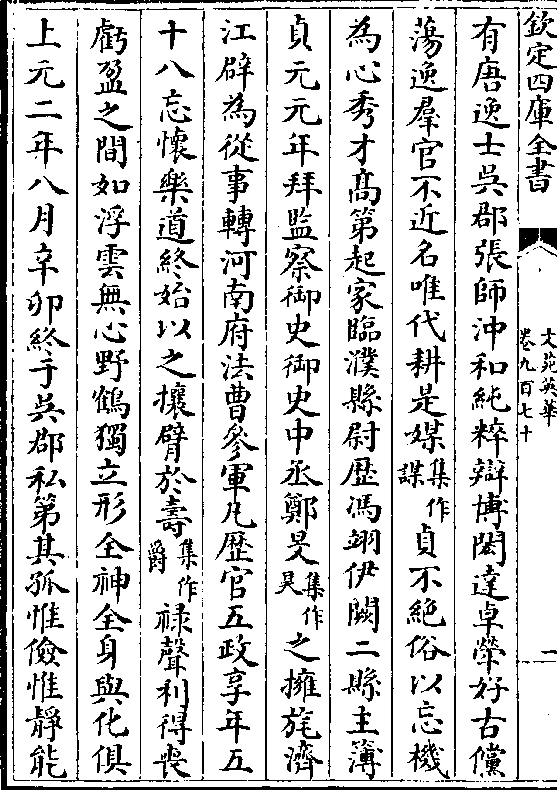 欽定四庫全書
文苑英華
卷九百七十
一
有唐逸士吳郡張師沖和純粹辯博閎達卓犖好古儻
蕩逸羣官不近名唯代耕是媒集作謀貞不絕俗以忘機
為心秀才髙第起家臨濮縣尉歴馮翊伊闕二縣主簿
貞元元年拜監察御史御史中丞鄭炅集作昊之擁旄濟
江辟為從事轉河南府法曹參軍凡歴官五政享年五
十八忘懷樂道終始以之攘臂於壽集作爵祿聲利得喪
虧盈之間如浮雲無心野鶴獨立形全神全身與化俱
上元二年八月辛卯終于吳郡私第其孤惟儉惟靜能